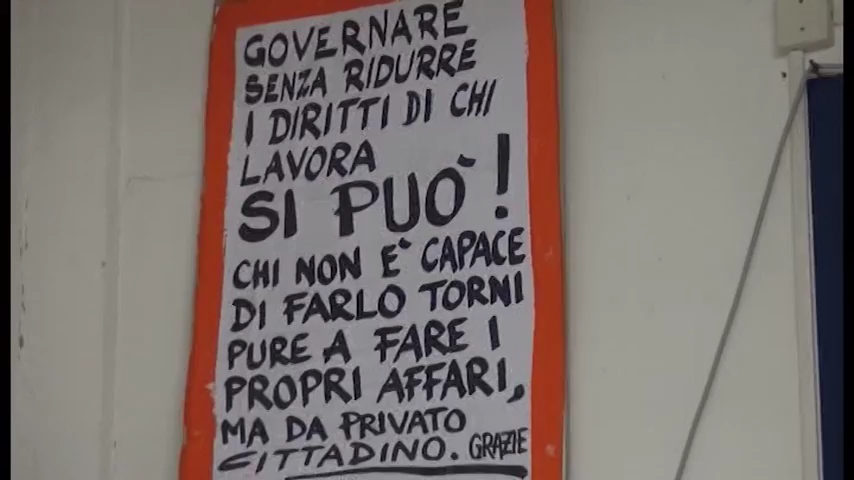 GOVERNARE
SENZA RIDURRE
I DIRITTI DI CHI
LAVORA
SI PUÒ!
CHI NON E' CAPACE
DI FARLO TORNI
PURE A FARE I
PROPRI AFFARI,
MA DA PRIVATO
CITTADINO. GRAZIE